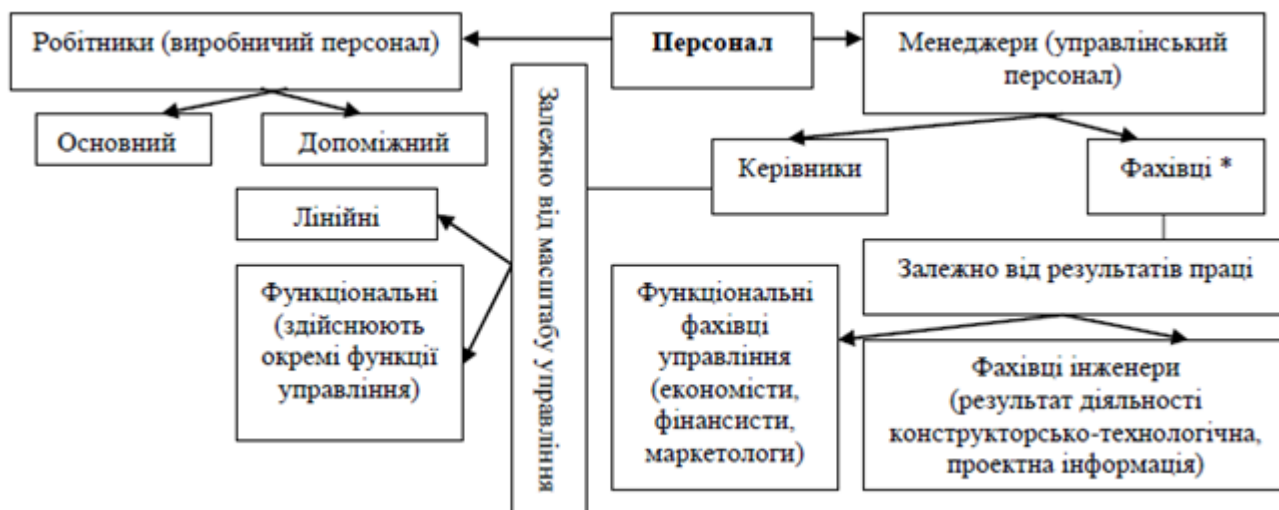 Робітники (виробничий персонал)
Персонал
Менеджери (управлінський
персонал)
Основний
Допоміжний
Залежно від масштабу управління
Керівники
Фахівці *
Лінійні
Функціональні
(здійснюють
окремі функції
управління)
Залежно від результатів праці
Функціональні
фахівці
управління
(економісти,
фінансисти,
маркетологи)
Фахівці інженери
(результат діяльності
конструкторсько-технологічна,
проектна інформація)